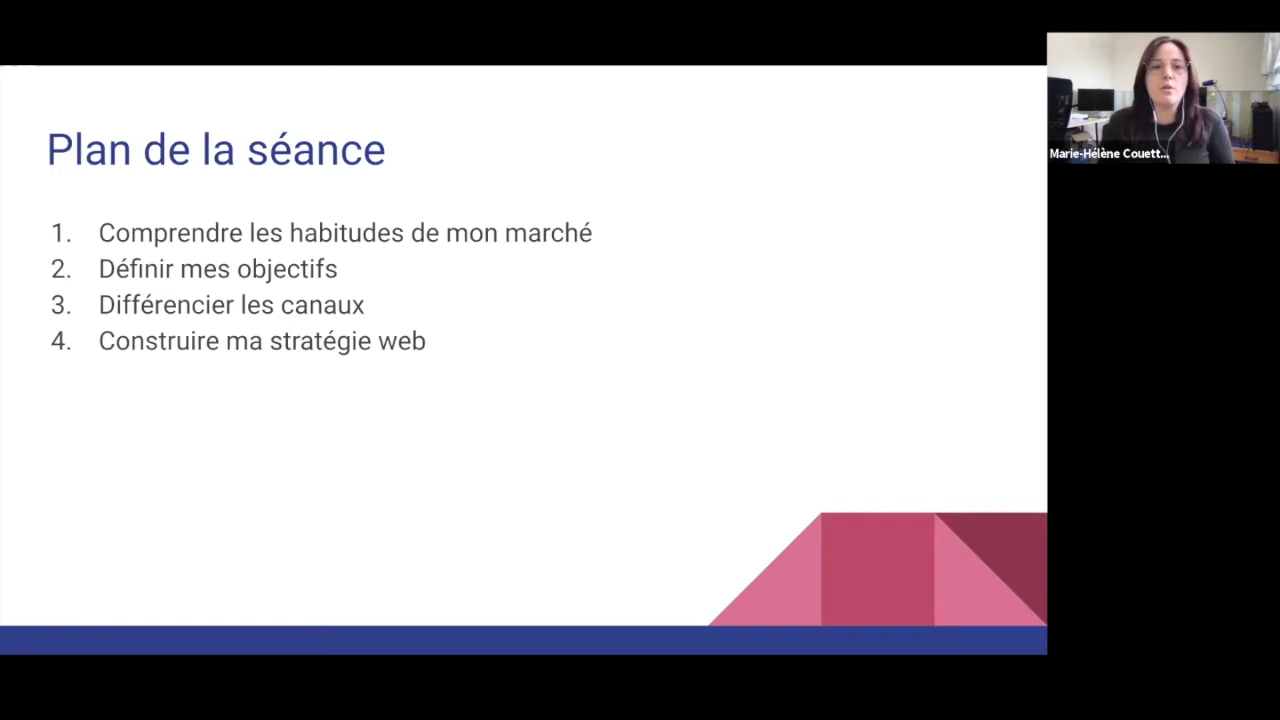 Plan de la séance
1. Comprendre les habitudes de mon marché
2. Définir mes objectifs
3. Différencier les canaux
4. Construire ma stratégie web
Marie-Hélène Couett...